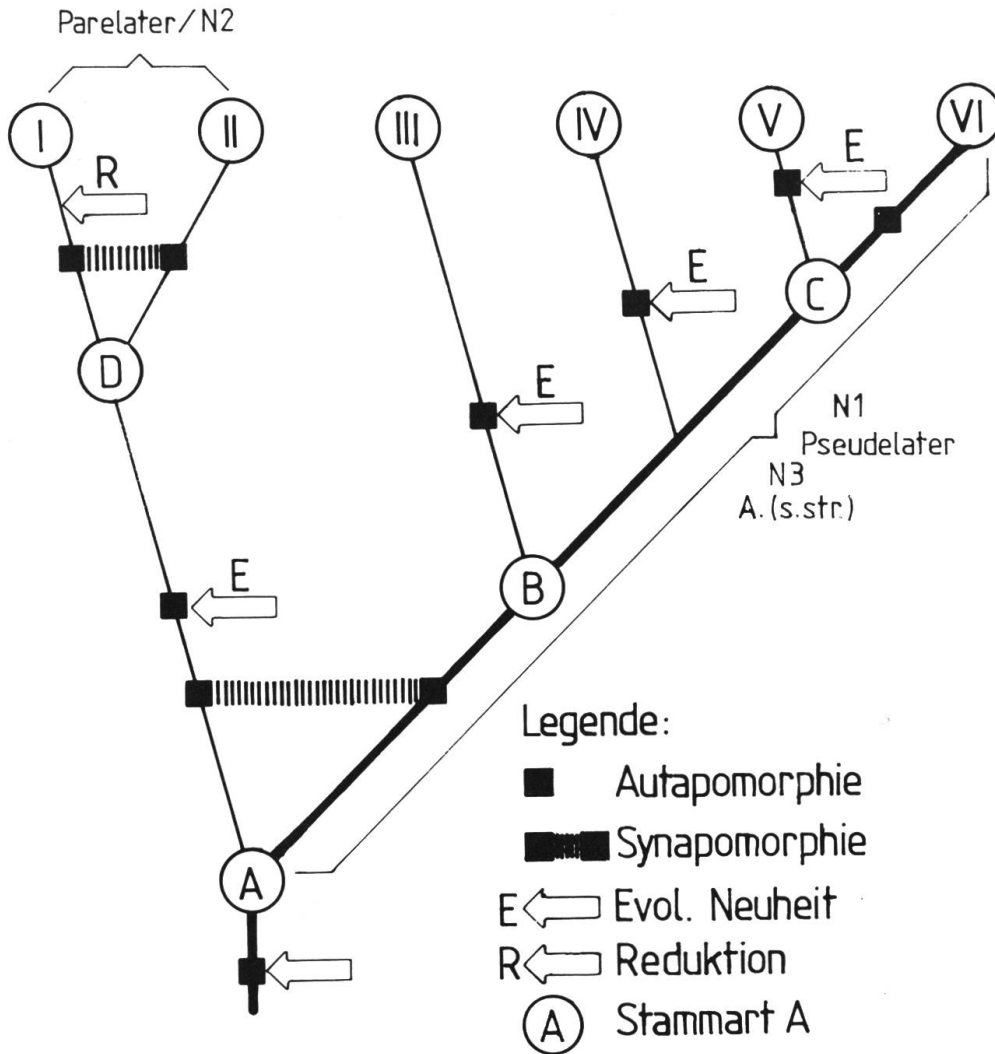 Parelater/N2
I II III IV V VI
R
E
E
E
D
C
E
N1
Pseudelater
N3
A. (s.str.)
B
A
Legende:
Autapomorphie
Synapomorphie
E Evol. Neuheit
R Reduktion
A Stammart A